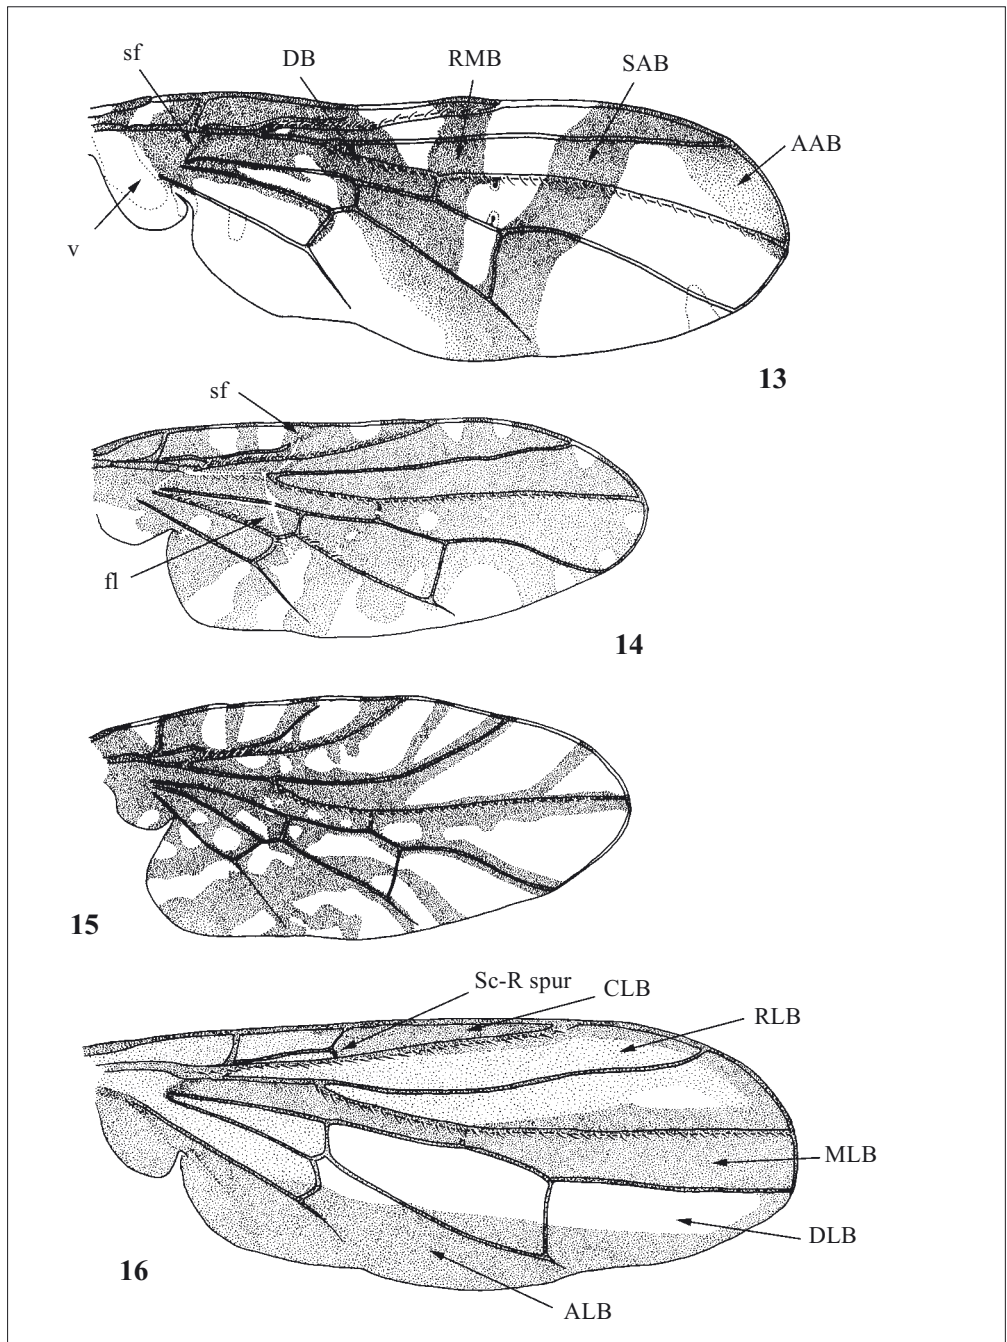 sf
DB
RMB
SAB
AAB
v
13
sf
fl
14
15
Sc-R spur
CLB
RLB
MLB
DLB
16
ALB